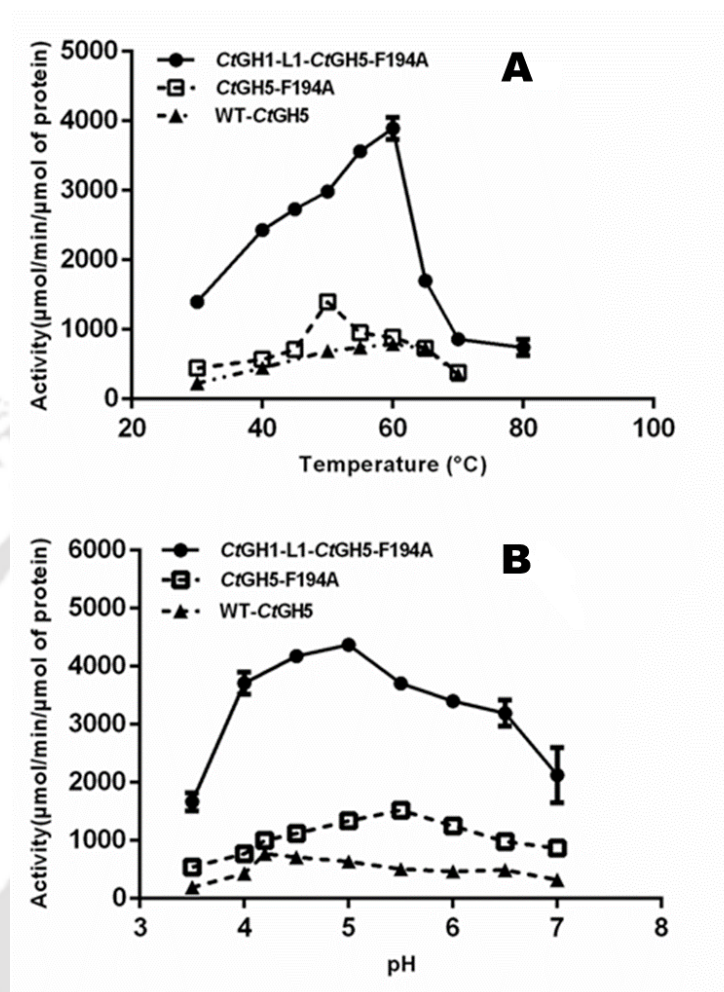 A
CtGH1-L1-CtGH5-F194A
CtGH5-F194A
WT-CtGH5
Activity(µmol/min/µmol of protein)
5000
4000
3000
2000
1000
0
20 40 60 80 100
Temperature (°C)
B
CtGH1-L1-CtGH5-F194A
CtGH5-F194A
WT-CtGH5
Activity(µmol/min/µmol of protein)
6000
5000
4000
3000
2000
1000
0
3 4 5 6 7 8
pH